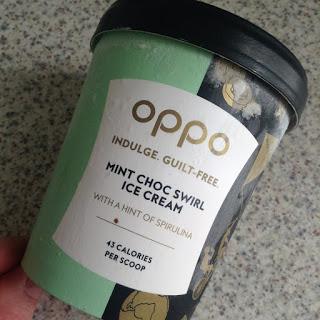 oppo
INDULGE. GUILT-FREE.
MINT CHOC SWIRL
ICE CREAM
WITH A HINT OF SPIRULINA
43 CALORIES
PER SCOOP